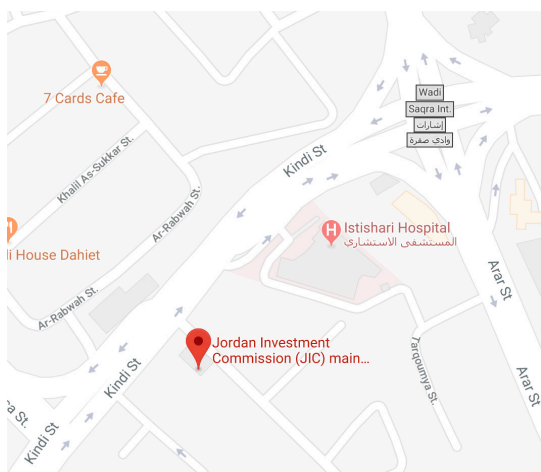 7 Cards Cafe
Wadi
Saqra Int.
إشارات
وادي صقرة
Kindi St
Khalil As-Sukkar St.
Ar-Rabwah St.
Istishari Hospital
المستشفى الاستشاري
li House Dahiet
Arar St
Ar-Rabwah St.
Jordan Investment
Commission (JIC) main...
Tarqoumya St.
Kindi St
Arar St
a St.
Kindi St